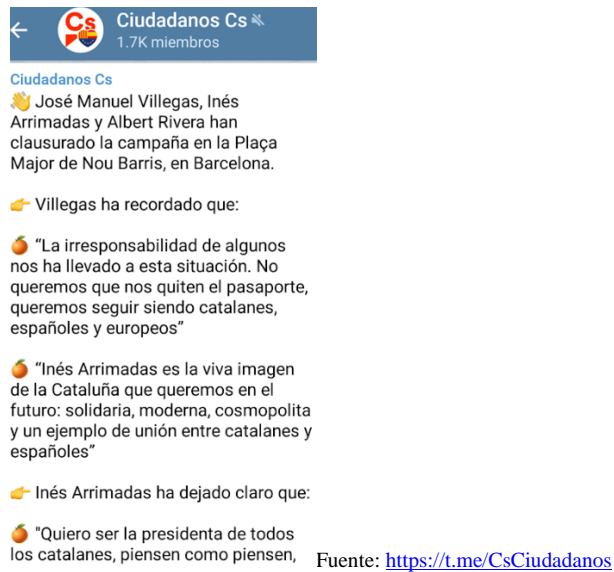 Ciudadanos Cs
1.7K miembros
Cs
Ciudadanos Cs
👋 José Manuel Villegas, Inés
Arrimadas y Albert Rivera han
clausurado la campaña en la Plaça
Major de Nou Barris, en Barcelona.
👉 Villegas ha recordado que:
🍊 “La irresponsabilidad de algunos
nos ha llevado a esta situación. No
queremos que nos quiten el pasaporte,
queremos seguir siendo catalanes,
españoles y europeos”
🍊 “Inés Arrimadas es la viva imagen
de la Cataluña que queremos en el
futuro: solidaria, moderna, cosmopolita
y un ejemplo de unión entre catalanes y
españoles”
👉 Inés Arrimadas ha dejado claro que:
🍊 "Quiero ser la presidenta de todos
los catalanes, piensen como piensen,
Fuente: https://t.me/CsCiudadanos